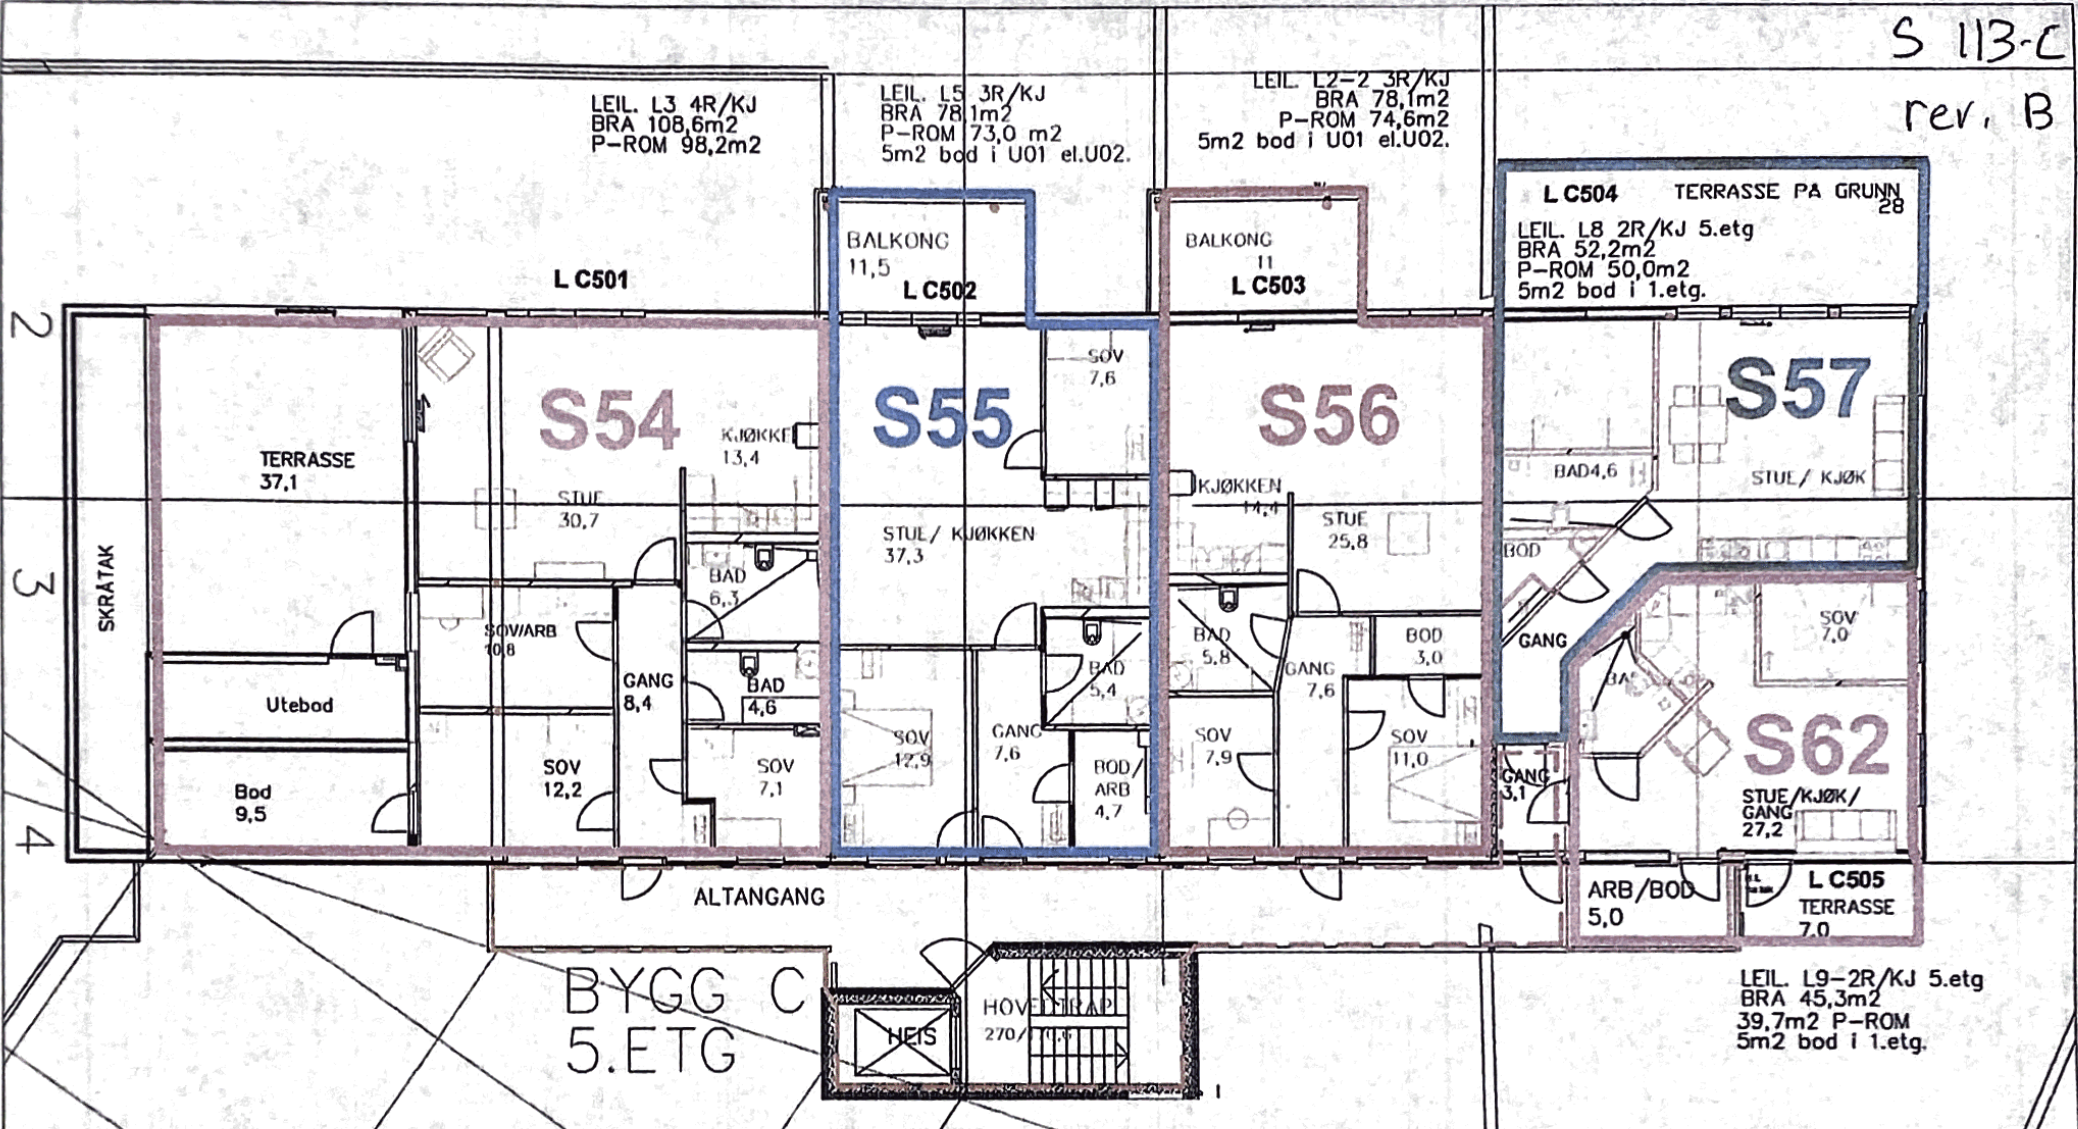 S 113-C
rev. B
LEIL. L3 4R/KJ
BRA 108,6m2
P-ROM 98,2m2
LEIL. L5 3R/KJ
BRA 78,1m2
P-ROM 73,0 m2
5m2 bod i U01 el.U02.
LEIL. L2-2 3R/KJ
BRA 78,1m2
P-ROM 74,6m2
5m2 bod i U01 el.U02.
L C504 TERRASSE PA GRUNN
28
LEIL. L8 2R/KJ 5.etg
BRA 52,2m2
P-ROM 50,0m2
5m2 bod i 1.etg.
L C501
BALKONG
11,5
L C502
BALKONG
11
L C503
2
3
4
SKRÅTAK
TERRASSE
37,1
Utebod
Bod
9,5
S54
KJØKKE
13,4
STUE
30,7
BAD
6,3
SOV/ARB
10,8
GANG
8,4
BAD
4,6
SOV
12,2
SOV
7,1
S55
SOV
7,6
STUE/ KJØKKEN
37,3
BAD
5,4
SOV
12,9
GANG
7,6
BOD/
ARB
4,7
S56
KJØKKEN
14,4
STUE
25,8
BAD
5,8
GANG
7,6
BOD
3,0
SOV
7,9
SOV
11,0
S57
BAD4,6
STUE/ KJØK
BOD
GANG
GANG
3,1
SOV
7,0
S62
STUE/KJØK/
GANG
27,2
ARB/BOD
5,0
L C505
TERRASSE
7,0
ALTANGANG
BYGG C
5.ETG
HEIS
HOVEDTRAP
LEIL. L9-2R/KJ 5.etg
BRA 45,3m2
39,7m2 P-ROM
5m2 bod i 1.etg.